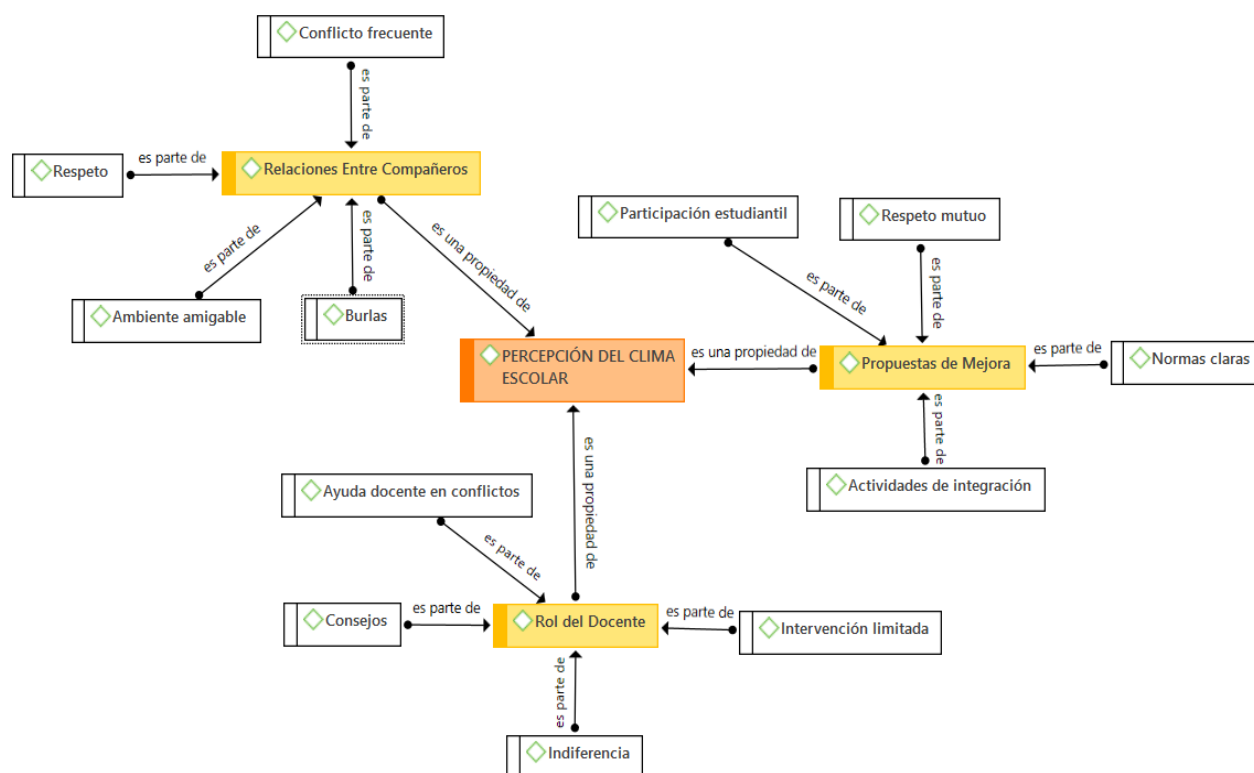 Conflicto frecuente
es parte de
Respeto
es parte de
Relaciones Entre Compañeros
es parte de
es parte de
es una propiedad de
Ambiente amigable
Burlas
Participación estudiantil
Respeto mutuo
es parte de
es parte de
PERCEPCIÓN DEL CLIMA
ESCOLAR
es una propiedad de
Propuestas de Mejora
es parte de
Normas claras
es parte de
Actividades de integración
es una propiedad de
Ayuda docente en conflictos
es parte de
Consejos
es parte de
Rol del Docente
es parte de
Intervención limitada
es parte de
Indiferencia